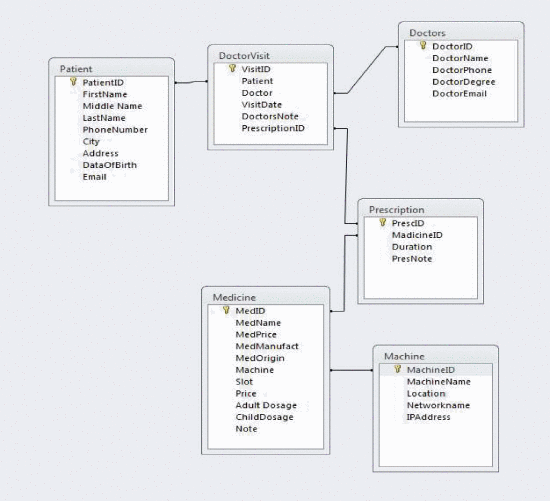 Patient
PatientID
FirstName
Middle Name
LastName
PhoneNumber
City
Address
DataOfBirth
Email
DoctorVisit
VisitID
Patient
Doctor
VisitDate
DoctorsNote
PrescriptionID
Doctors
DoctorID
DoctorName
DoctorPhone
DoctorDegree
DoctorEmail
Prescription
PrescID
MadicineID
Duration
PresNote
Medicine
MedID
MedName
MedPrice
MedManufact
MedOrigin
Machine
Slot
Price
Adult Dosage
ChildDosage
Note
Machine
MachineID
MachineName
Location
Networkname
IPAddress